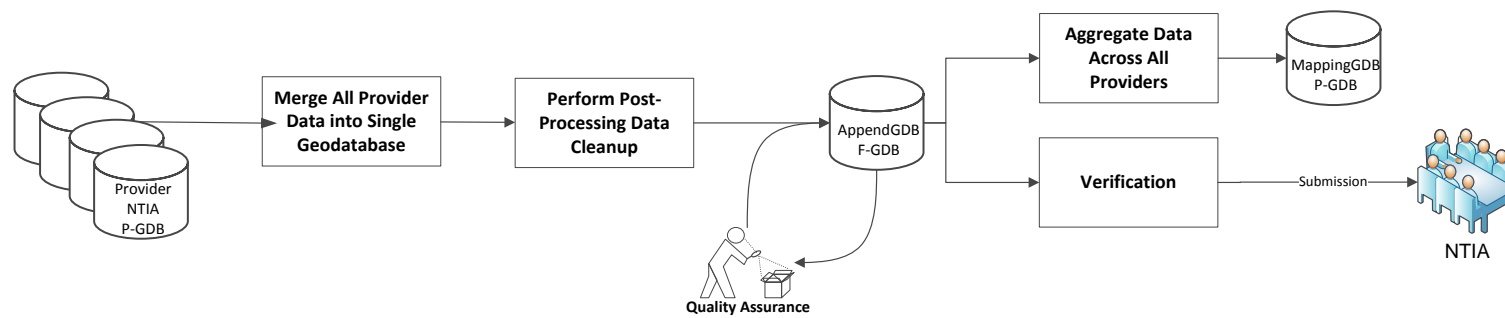 Provider
NTIA
P-GDB
Merge All Provider
Data into Single
Geodatabase
Perform Post-
Processing Data
Cleanup
AppendGDB
F-GDB
Quality Assurance
Aggregate Data
Across All
Providers
MappingGDB
P-GDB
Verification
Submission
NTIA